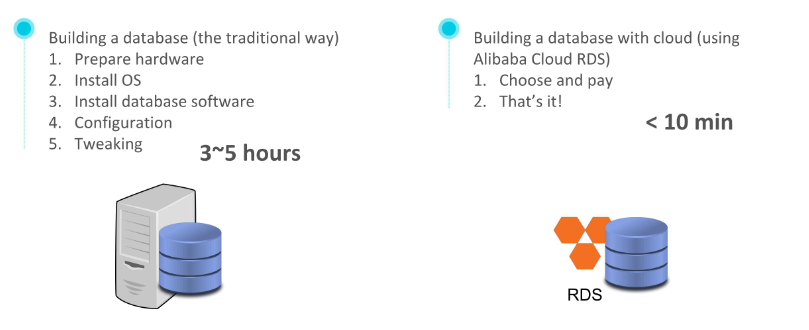 Building a database (the traditional way)
1. Prepare hardware
2. Install OS
3. Install database software
4. Configuration
5. Tweaking
3~5 hours
Building a database with cloud (using
Alibaba Cloud RDS)
1. Choose and pay
2. That's it!
< 10 min
RDS